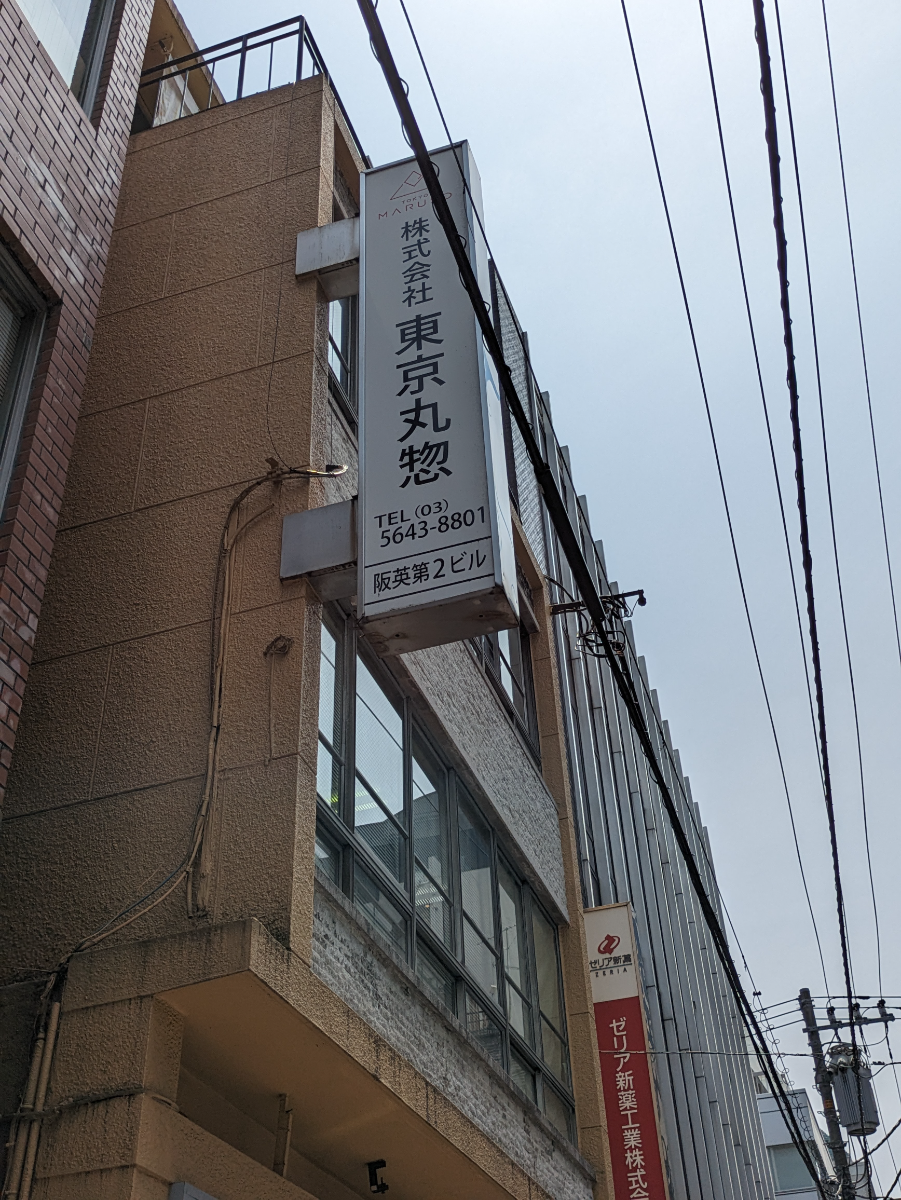 TOKYO
株式会社 東京丸惣
TEL (03)
5643-8801
阪英第2ビル
ゼリア新薬
ZERIA
ゼリア新薬工業株式会